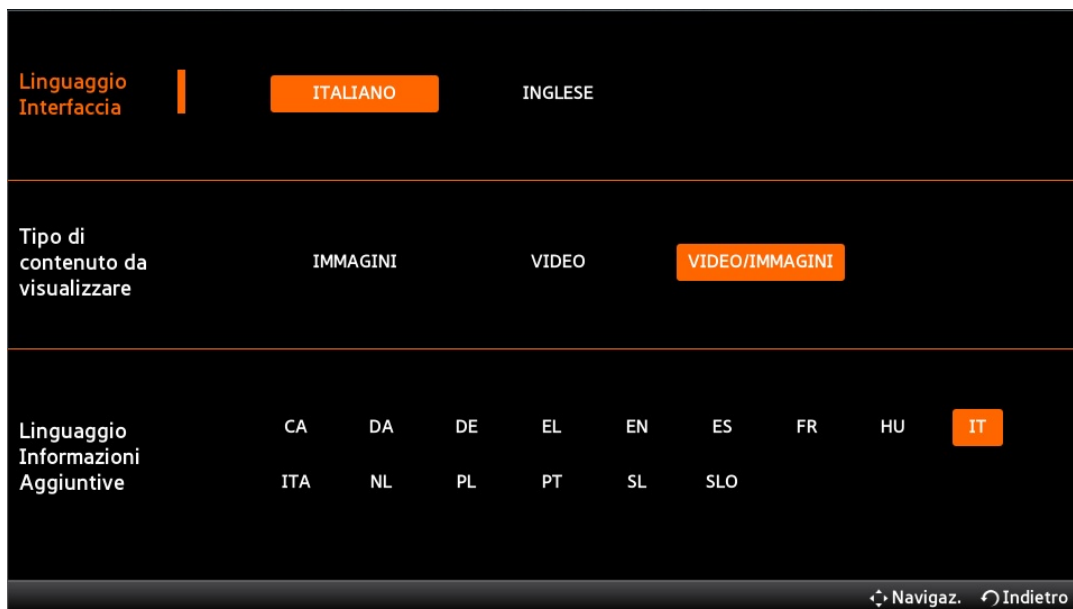 Linguaggio
Interfaccia
ITALIANO INGLESE
Tipo di
contenuto da
visualizzare
IMMAGINI VIDEO VIDEO/IMMAGINI
Linguaggio
Informazioni
Aggiuntive
CA DA DE EL EN ES FR HU IT
ITA NL PL PT SL SLO
Navigaz. Indietro